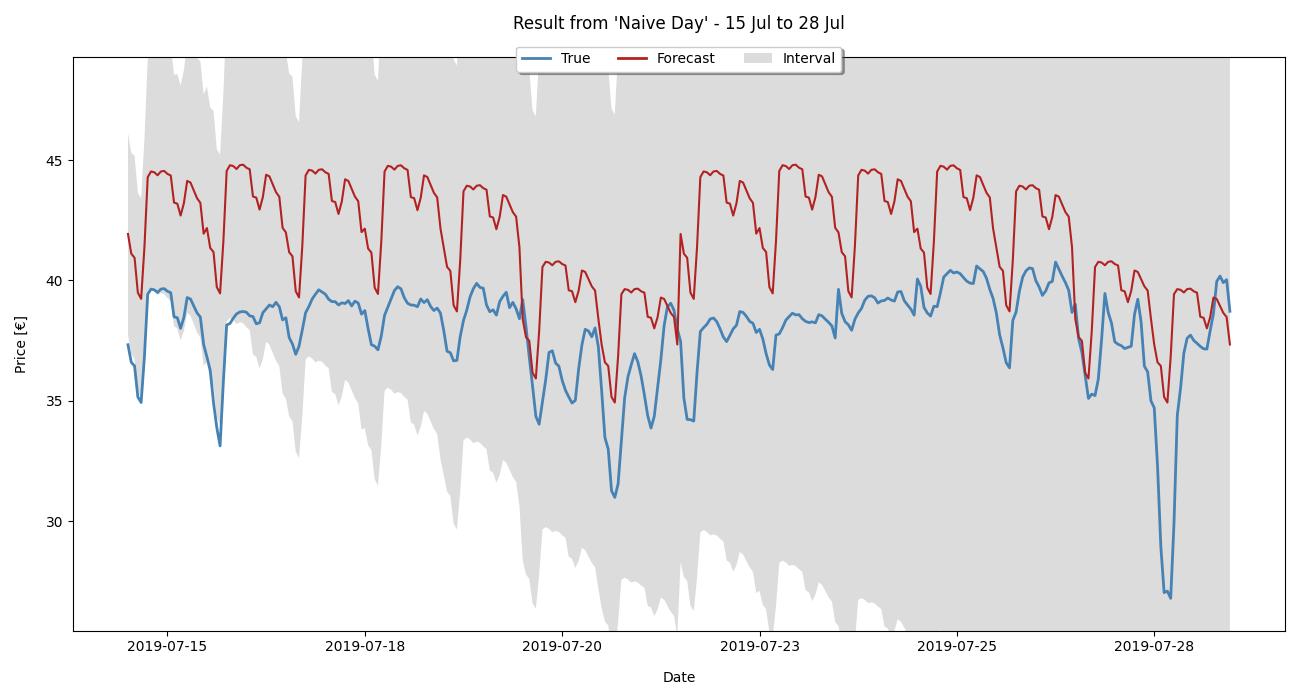 Result from 'Naive Day' - 15 Jul to 28 Jul
True Forecast Interval
Price [€]
45
40
35
30
2019-07-15 2019-07-18 2019-07-20 2019-07-23 2019-07-25 2019-07-28
Date